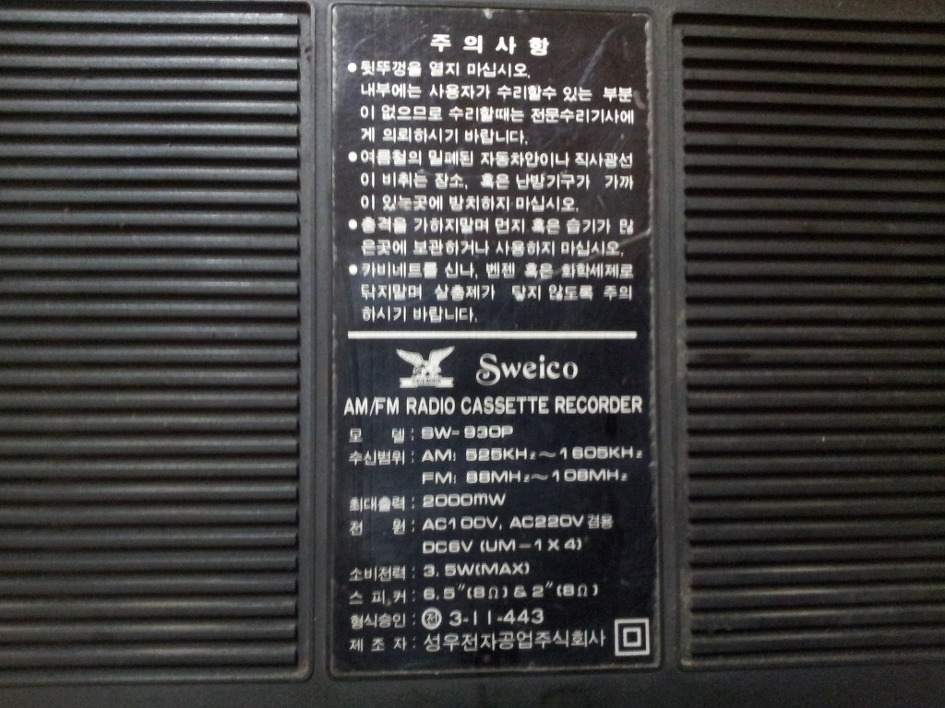 주의사항
● 뒷뚜껑을 열지 마십시오.
내부에는 사용자가 수리할수 있는 부분
이 없으므로 수리할때는 전문수리기사에
게 의뢰하시기 바랍니다.
● 여름철의 밀폐된 자동차안이나 직사광선
이 비취는 장소, 혹은 난방기구가 가까
이 있는곳에 방치하지 마십시오.
● 충격을 가하지말며 먼지 혹은 습기가 많
은곳에 보관하거나 사용하지 마십시오.
● 카비네트를 신나, 벤젠 혹은 화학세제로
닦지말며 살충제가 닿지 않도록 주의
하시기 바랍니다.
Sweico
AM/FM RADIO CASSETTE RECORDER
모 델 : SW-930P
수신범위 : AM: 525KHz~1605KHz
FM: 88MHz~108MHz
최대출력 : 2000mW
전 원 : AC100V, AC220V겸용
DC6V (UM-1X4)
소비전력 : 3.5W(MAX)
스 피 커 : 6.5"(8Ω) & 2"(8Ω)
형식승인 : ㉠ 3-11-443
제 조 자 : 성우전자공업주식회사